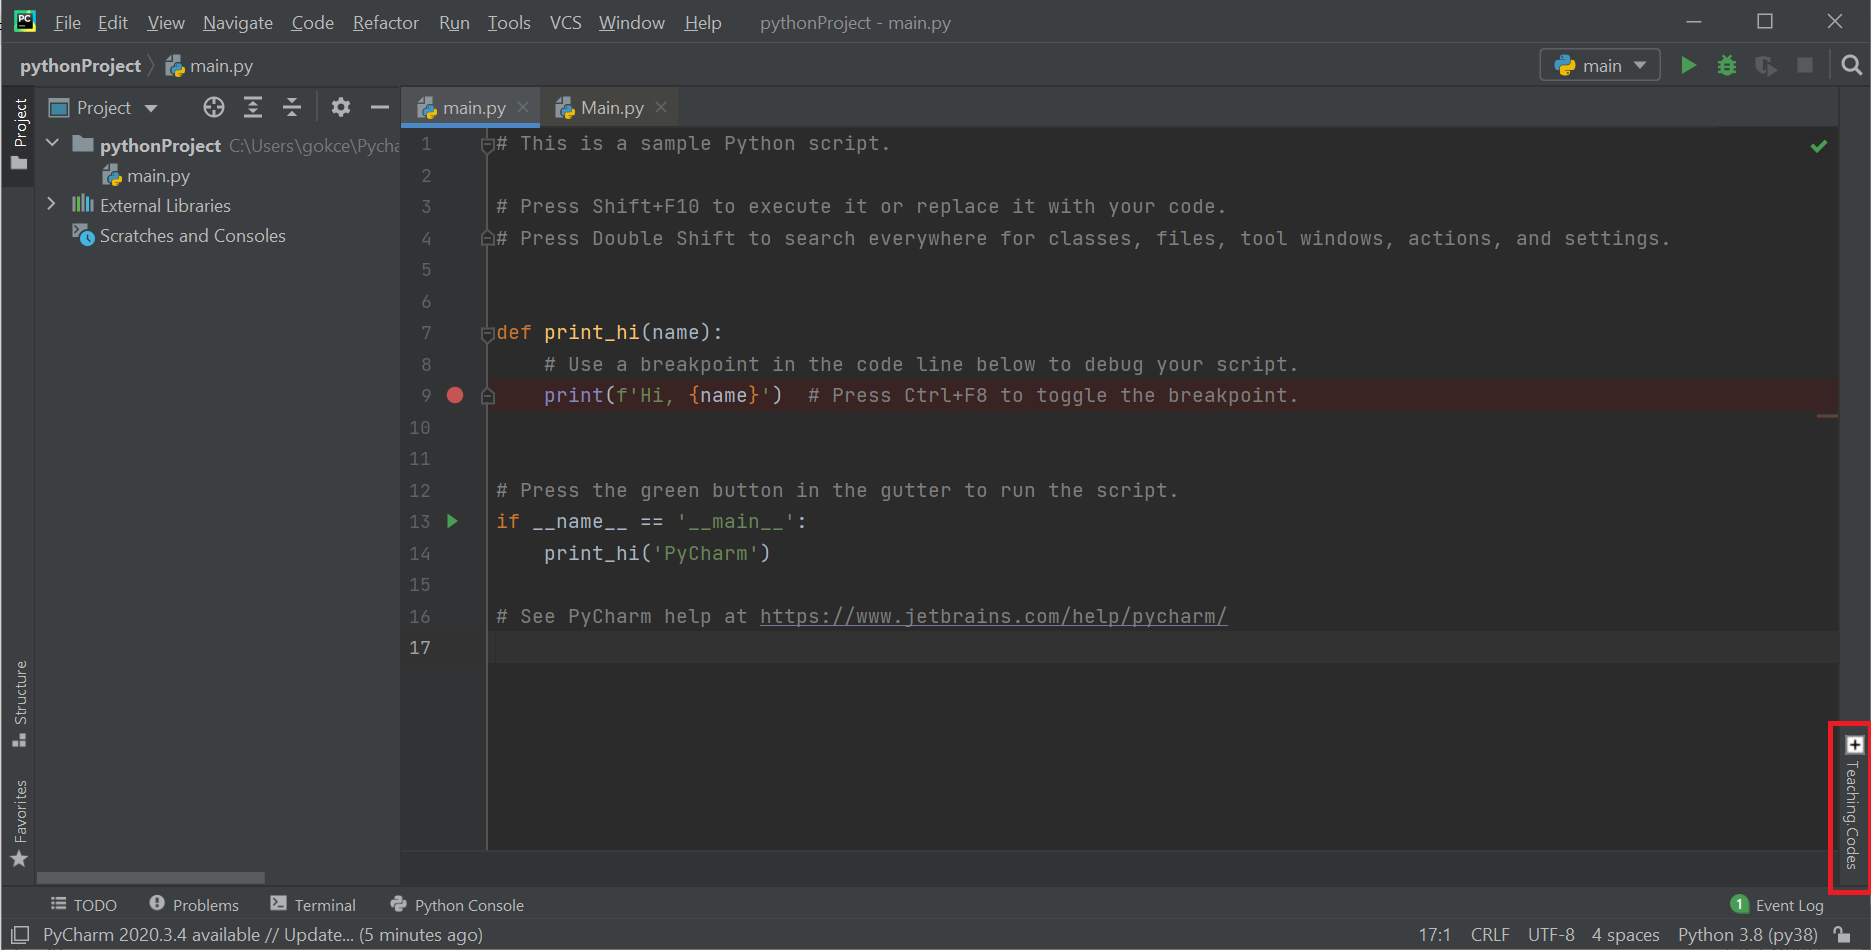 PC File Edit View Navigate Code Refactor Run Tools VCS Window Help pythonProject - main.py
pythonProject main.py main
Project
Project
main.py Main.py
pythonProject C:\Users\gokce\Pycha
main.py
External Libraries
Scratches and Consoles
1 # This is a sample Python script.
2
3 # Press Shift+F10 to execute it or replace it with your code.
4 # Press Double Shift to search everywhere for classes, files, tool windows, actions, and settings.
5
6
7 def print_hi(name):
8 # Use a breakpoint in the code line below to debug your script.
9 print(f'Hi, {name}')  # Press Ctrl+F8 to toggle the breakpoint.
10
11
12 # Press the green button in the gutter to run the script.
13 if __name__ == '__main__':
14 print_hi('PyCharm')
15
16 # See PyCharm help at https://www.jetbrains.com/help/pycharm/
17
Structure
Favorites
Teaching.Codes
TODO Problems Terminal Python Console 1 Event Log
PyCharm 2020.3.4 available // Update... (5 minutes ago) 17:1 CRLF UTF-8 4 spaces Python 3.8 (py38)